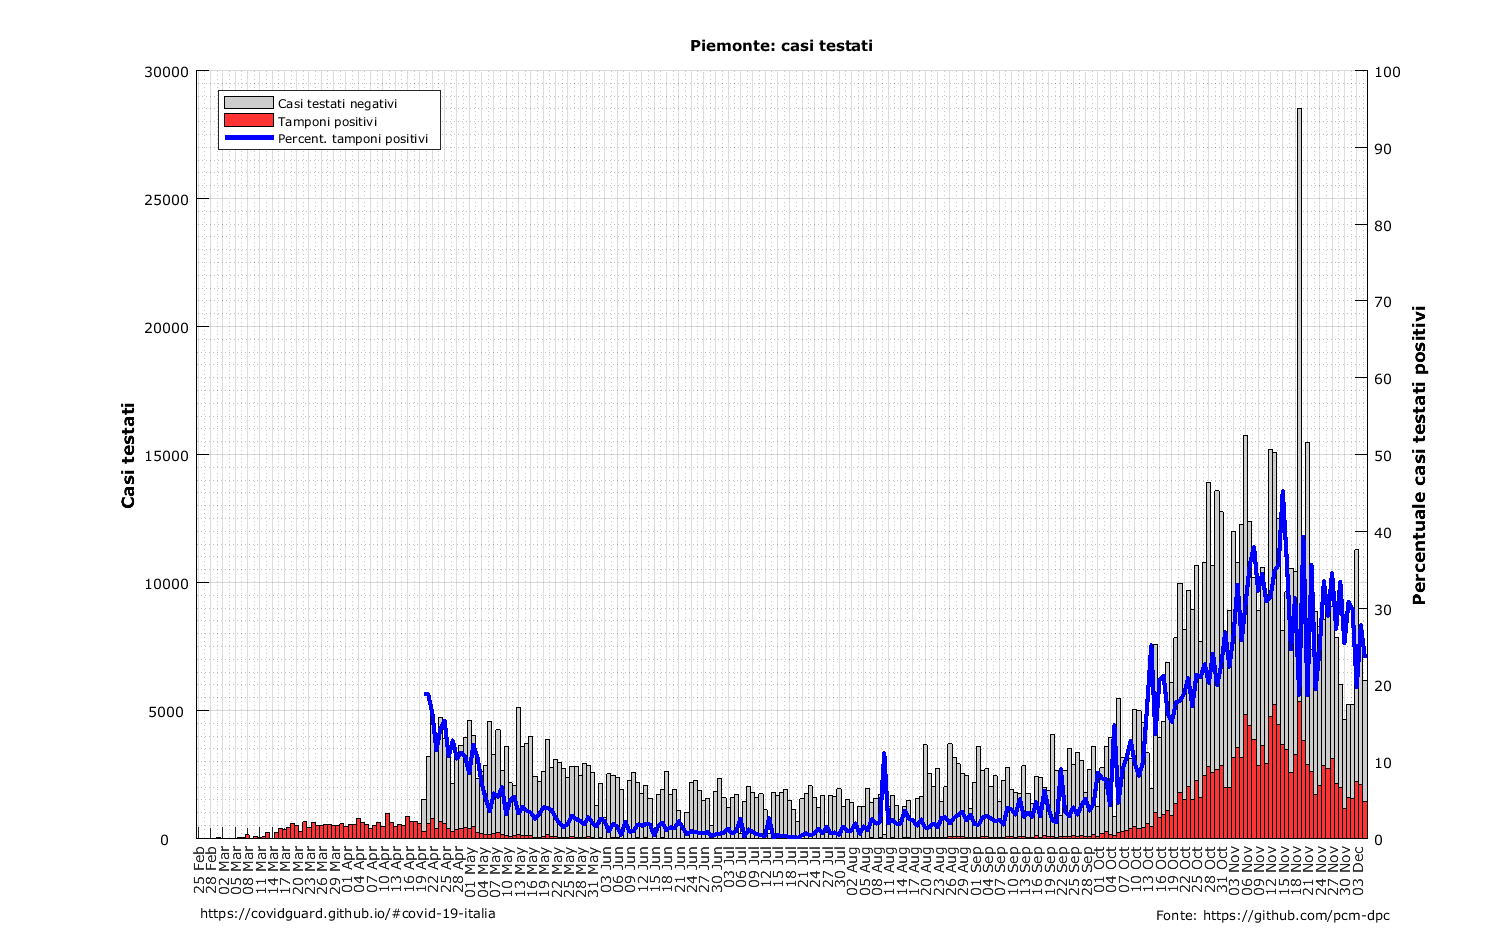 Piemonte: casi testati
30000
25000
20000
15000
10000
5000
0
Casi testati
Casi testati negativi
Tamponi positivi
Percent. tamponi positivi
100
90
80
70
60
50
40
30
20
10
0
Percentuale casi testati positivi
25 Feb
28 Feb
02 Mar
05 Mar
08 Mar
11 Mar
14 Mar
17 Mar
20 Mar
23 Mar
26 Mar
29 Mar
01 Apr
04 Apr
07 Apr
10 Apr
13 Apr
16 Apr
19 Apr
22 Apr
25 Apr
28 Apr
01 May
04 May
07 May
10 May
13 May
16 May
19 May
22 May
25 May
28 May
31 May
03 Jun
06 Jun
09 Jun
12 Jun
15 Jun
18 Jun
21 Jun
24 Jun
27 Jun
30 Jun
03 Jul
06 Jul
09 Jul
12 Jul
15 Jul
18 Jul
21 Jul
24 Jul
27 Jul
30 Jul
02 Aug
05 Aug
08 Aug
11 Aug
14 Aug
17 Aug
20 Aug
23 Aug
26 Aug
29 Aug
01 Sep
04 Sep
07 Sep
10 Sep
13 Sep
16 Sep
19 Sep
22 Sep
25 Sep
28 Sep
01 Oct
04 Oct
07 Oct
10 Oct
13 Oct
16 Oct
19 Oct
22 Oct
25 Oct
28 Oct
31 Oct
03 Nov
06 Nov
09 Nov
12 Nov
15 Nov
18 Nov
21 Nov
24 Nov
27 Nov
30 Nov
03 Dec
https://covidguard.github.io/#covid-19-italia
Fonte: https://github.com/pcm-dpc